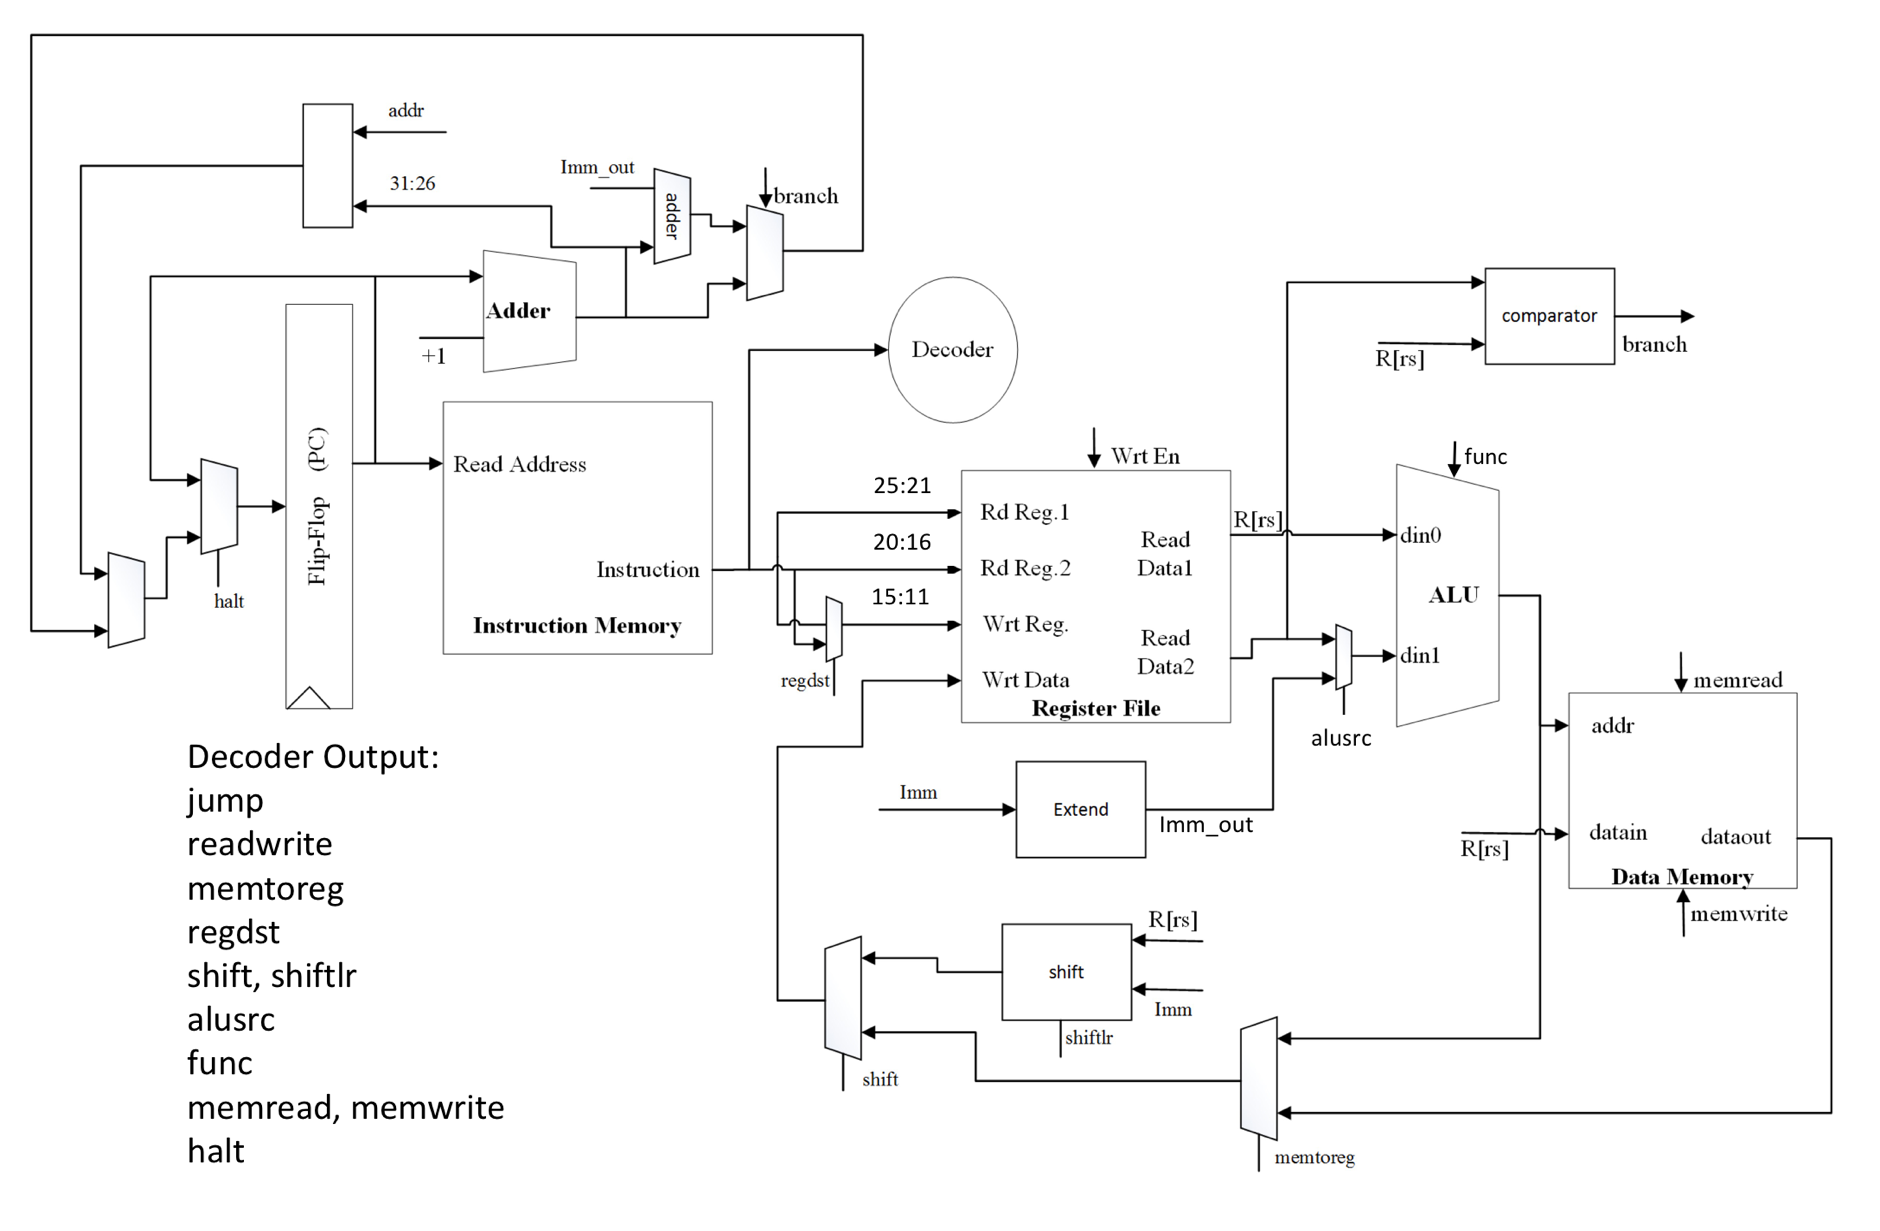 addr
31:26
Imm_out
adder
branch
Adder
+1
Decoder
comparator
R[rs]
branch
Flip-Flop (PC)
Read Address
Instruction
Instruction Memory
halt
25:21
20:16
15:11
regdst
Wrt En
Rd Reg.1
Rd Reg.2
Wrt Reg.
Wrt Data
Read
Data1
Read
Data2
Register File
R[rs]
func
din0
ALU
din1
alusrc
memread
addr
datain
dataout
Data Memory
R[rs]
memwrite
Imm
Extend
Imm_out
R[rs]
shift
Imm
shiftlr
shift
memtoreg
Decoder Output:
jump
readwrite
memtoreg
regdst
shift, shiftlr
alusrc
func
memread, memwrite
halt